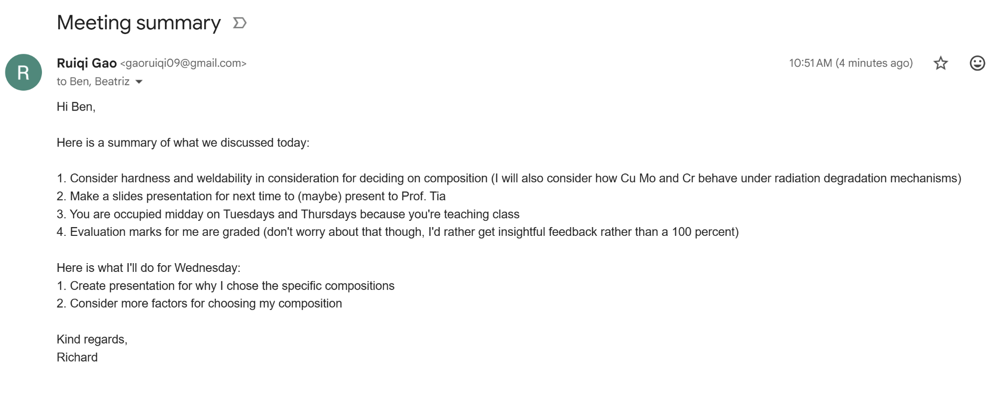 Meeting summary
Ruiqi Gao <gaoruiqi09@gmail.com>
10:51 AM (4 minutes ago)
to Ben, Beatriz
R
Hi Ben,
Here is a summary of what we discussed today:
1. Consider hardness and weldability in consideration for deciding on composition (I will also consider how Cu Mo and Cr behave under radiation degradation mechanisms)
2. Make a slides presentation for next time to (maybe) present to Prof. Tia
3. You are occupied midday on Tuesdays and Thursdays because you're teaching class
4. Evaluation marks for me are graded (don't worry about that though, I'd rather get insightful feedback rather than a 100 percent)
Here is what I'll do for Wednesday:
1. Create presentation for why I chose the specific compositions
2. Consider more factors for choosing my composition
Kind regards,
Richard